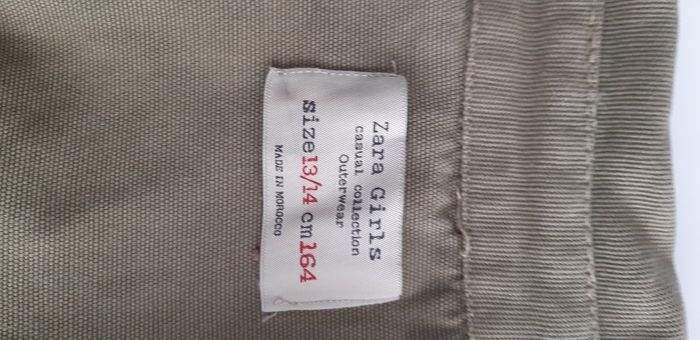 Zara Girls
casual collection
Outerwear
size13/14 cm164
MADE IN MOROCCO